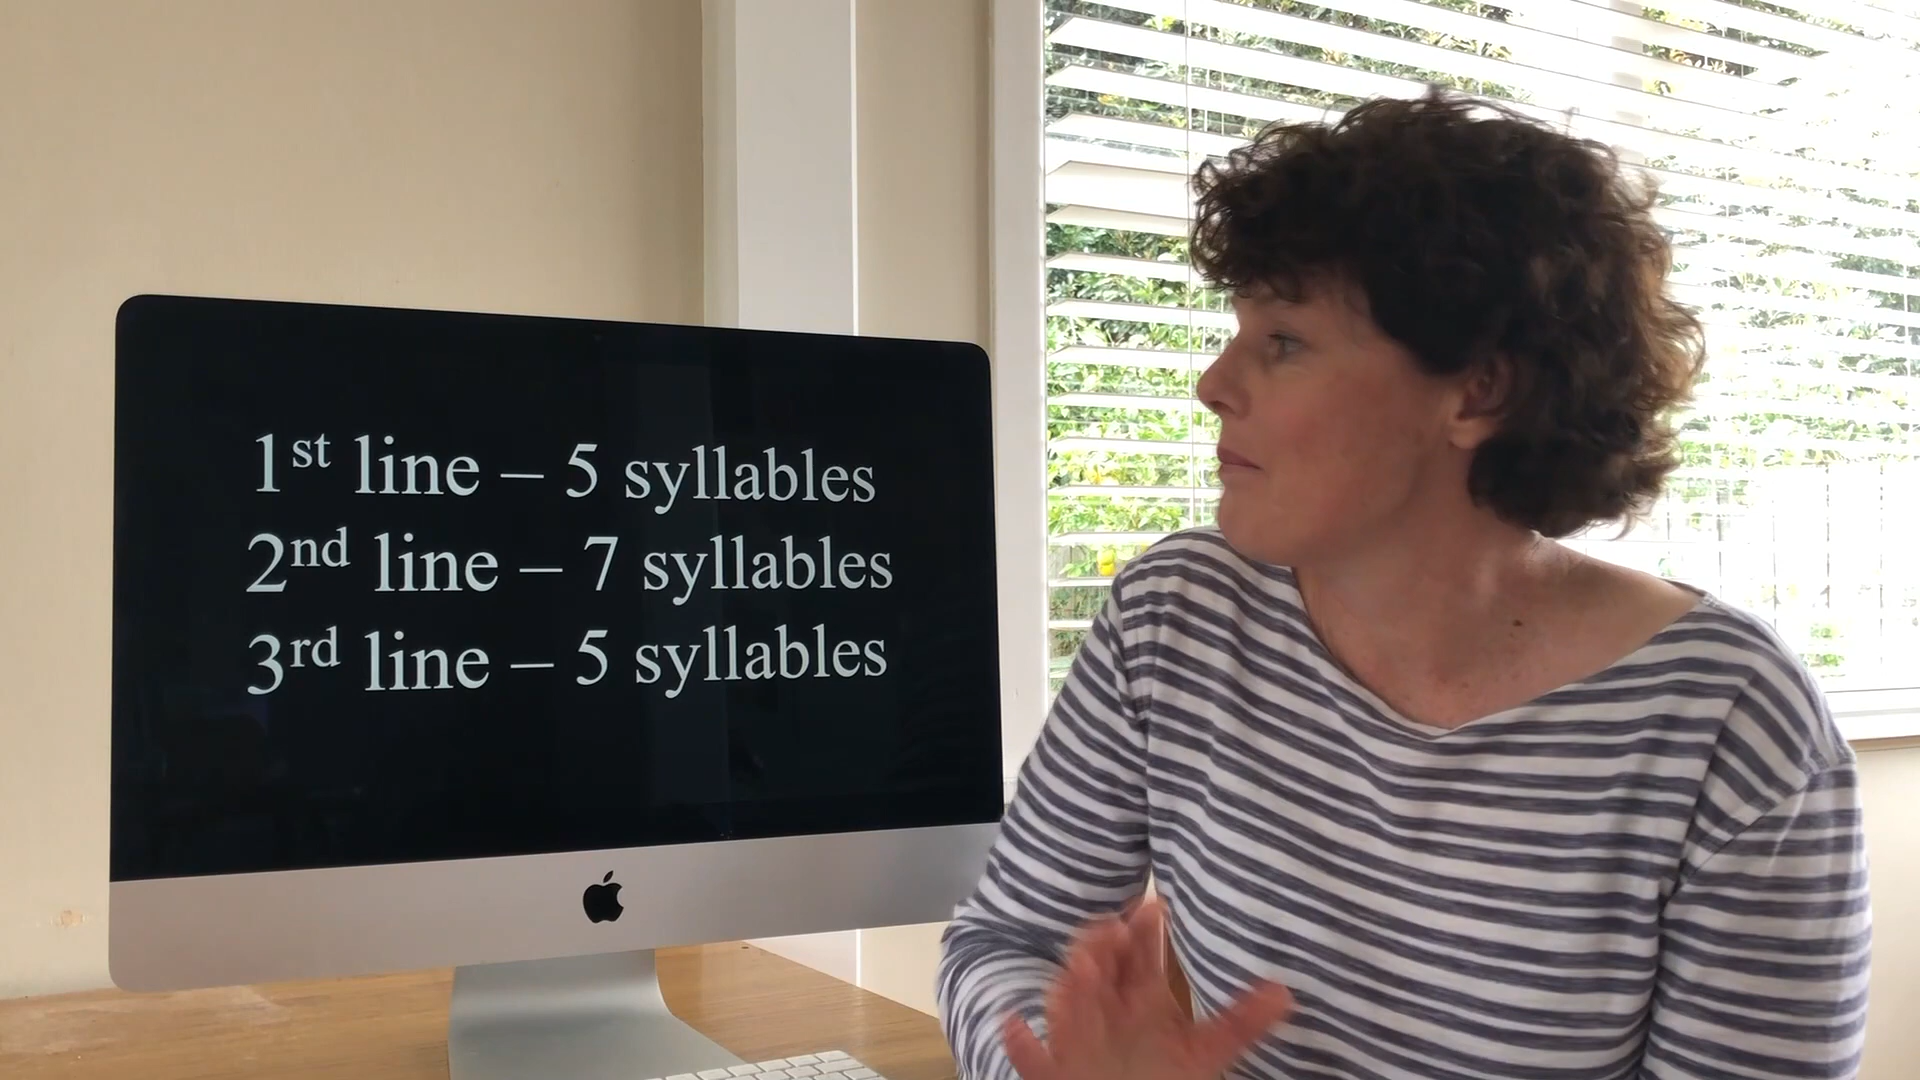 1st line – 5 syllables
2nd line – 7 syllables
3rd line – 5 syllables